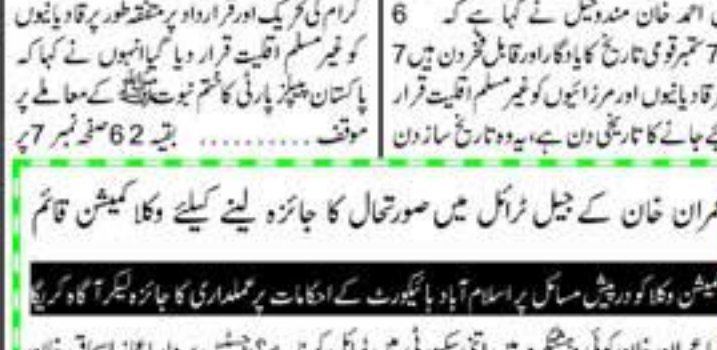 احمد خان مندوخیل نے کہا ہے کہ 6
7 ستمبر قومی تاریخ کا یادگار اور قابل فخر دن ہیں 7
قادیانیوں اور مرزائیوں کو غیر مسلم اقلیت قرار
جانے کا تاریخی دن ہے، یہ وہ تاریخ ساز دن
کرام کی تحریک اور قرارداد پر متفقہ طور پر قادیانیوں
کو غیر مسلم اقلیت قرار دیا گیا انہوں نے کہا کہ
پاکستان پیپلز پارٹی کا ختم نبوت ﷺ کے معاملے پر
موقف .......... بقیہ 62 صفحہ نمبر 7 پر
خان کے جیل ٹرائل میں صورتحال کا جائزہ لینے کیلئے وکلا کمیشن قائم
وکلا کو درپیش مسائل پر اسلام آباد ہائیکورٹ کے احکامات پر عملداری کا جائزہ لیکر آگاہ کریگا